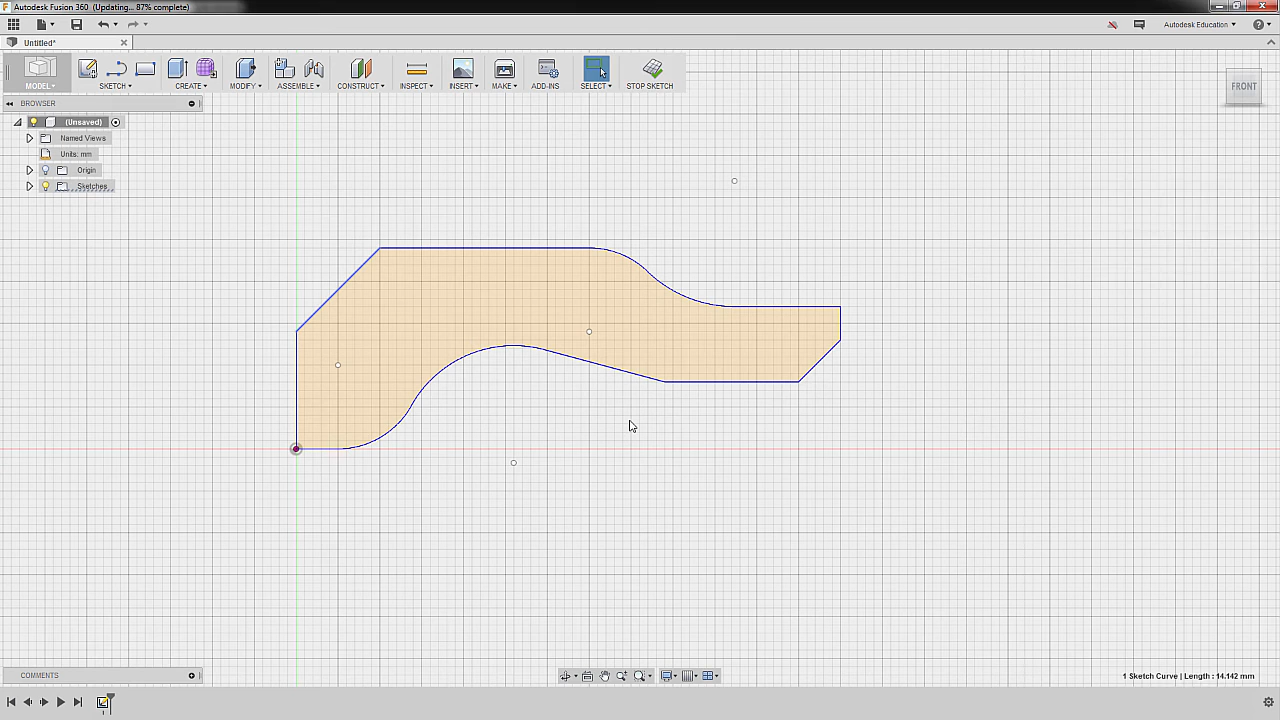 Autodesk Fusion 360 (Updating... 87% complete)
Autodesk Education
Untitled*
MODEL
SKETCH
CREATE
MODIFY
ASSEMBLE
CONSTRUCT
INSPECT
INSERT
MAKE
ADD-INS
SELECT
STOP SKETCH
FRONT
BROWSER
(Unsaved)
Named Views
Units: mm
Origin
Sketches
COMMENTS
1 Sketch Curve | Length : 14.142 mm